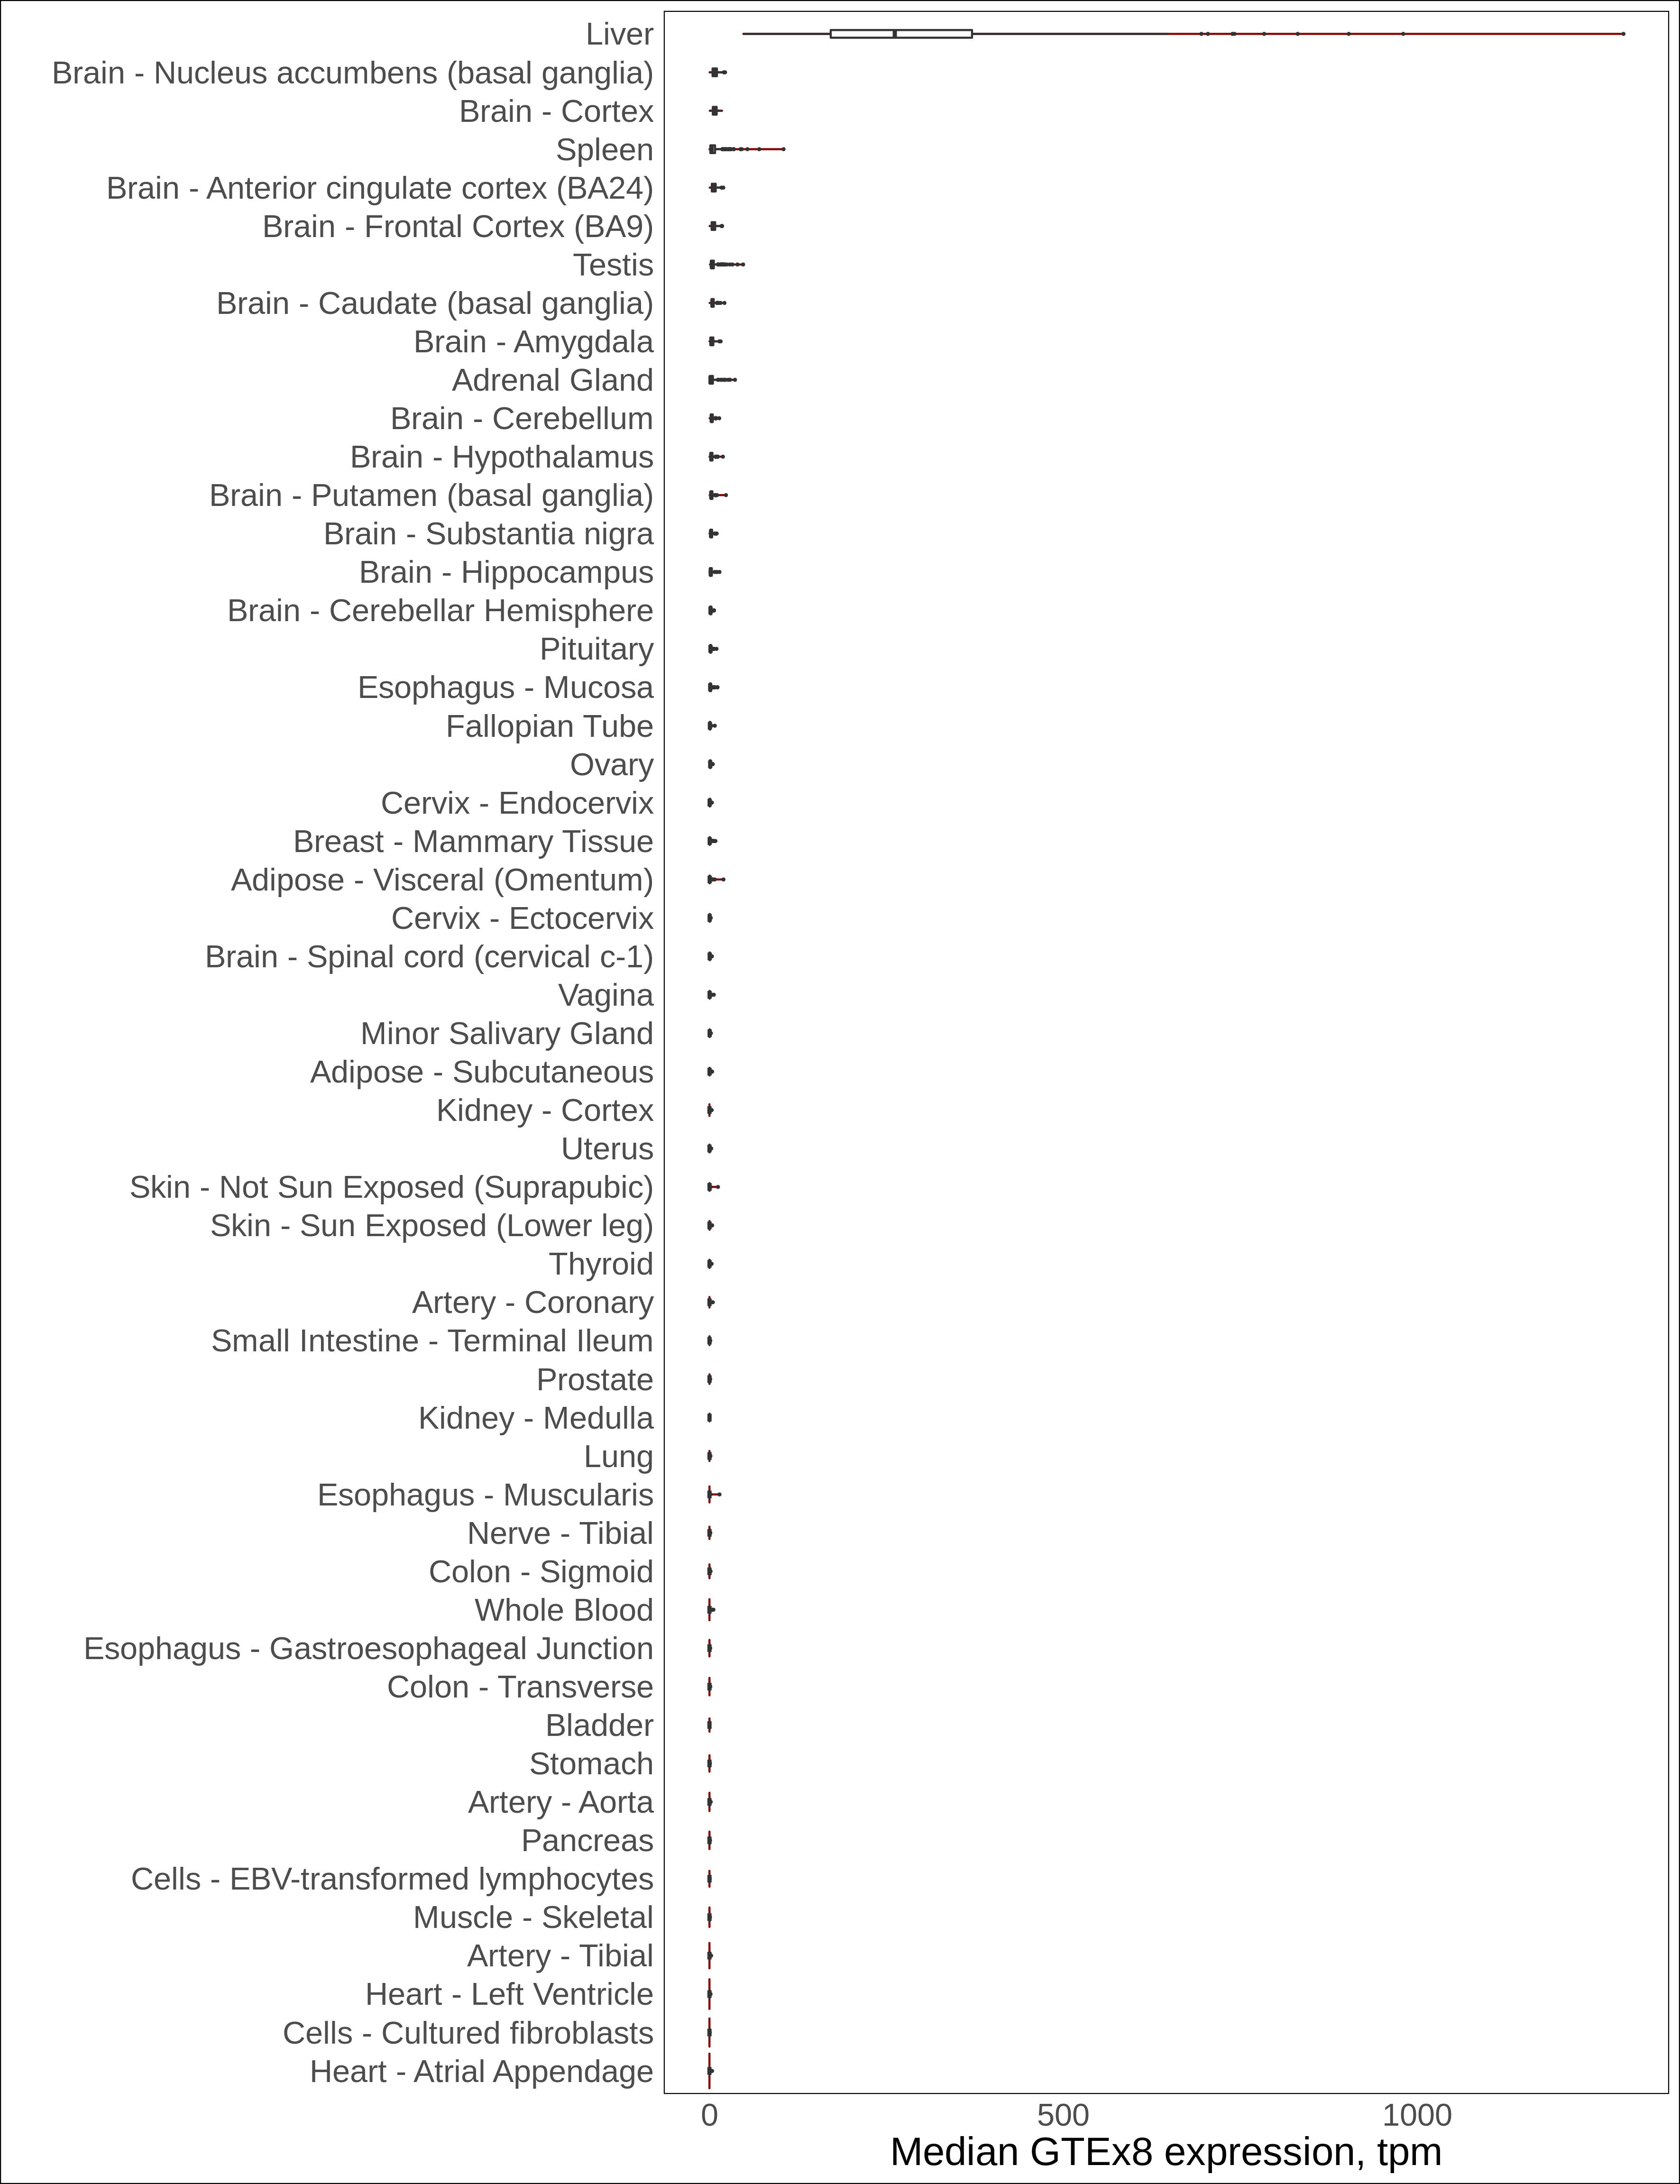 Liver
Brain - Nucleus accumbens (basal ganglia)
Brain - Cortex
Spleen
Brain - Anterior cingulate cortex (BA24)
Brain - Frontal Cortex (BA9)
Testis
Brain - Caudate (basal ganglia)
Brain - Amygdala
Adrenal Gland
Brain - Cerebellum
Brain - Hypothalamus
Brain - Putamen (basal ganglia)
Brain - Substantia nigra
Brain - Hippocampus
Brain - Cerebellar Hemisphere
Pituitary
Esophagus - Mucosa
Fallopian Tube
Ovary
Cervix - Endocervix
Breast - Mammary Tissue
Adipose - Visceral (Omentum)
Cervix - Ectocervix
Brain - Spinal cord (cervical c-1)
Vagina
Minor Salivary Gland
Adipose - Subcutaneous
Kidney - Cortex
Uterus
Skin - Not Sun Exposed (Suprapubic)
Skin - Sun Exposed (Lower leg)
Thyroid
Artery - Coronary
Small Intestine - Terminal Ileum
Prostate
Kidney - Medulla
Lung
Esophagus - Muscularis
Nerve - Tibial
Colon - Sigmoid
Whole Blood
Esophagus - Gastroesophageal Junction
Colon - Transverse
Bladder
Stomach
Artery - Aorta
Pancreas
Cells - EBV-transformed lymphocytes
Muscle - Skeletal
Artery - Tibial
Heart - Left Ventricle
Cells - Cultured fibroblasts
Heart - Atrial Appendage
0 500 1000
Median GTEx8 expression, tpm